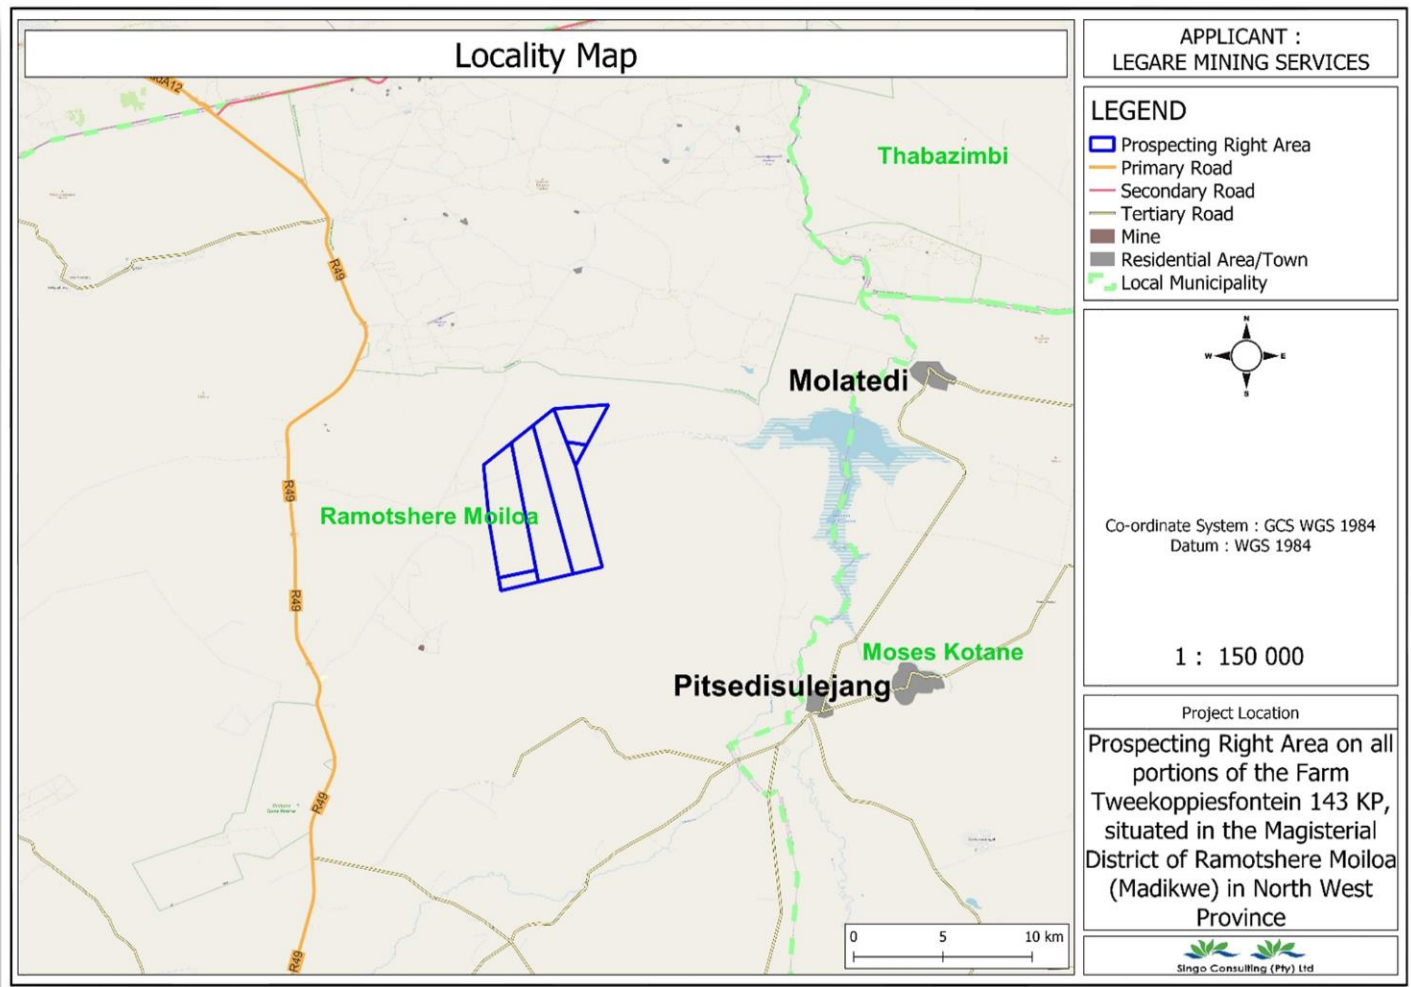 Locality Map
APPLICANT :
LEGARE MINING SERVICES
LEGEND
Prospecting Right Area
Primary Road
Secondary Road
Tertiary Road
Mine
Residential Area/Town
Local Municipality
Thabazimbi
R49
Molatedi
R49
Ramotshere Moiloa
R49
Moses Kotane
Pitsedisulejang
R49
R49
N
W
E
S
Co-ordinate System : GCS WGS 1984
Datum : WGS 1984
1 : 150 000
Project Location
Prospecting Right Area on all
portions of the Farm
Tweekoppiesfontein 143 KP,
situated in the Magisterial
District of Ramotshere Moiloa
(Madikwe) in North West
Province
0 5 10 km
Singo Consulting (Pty) Ltd